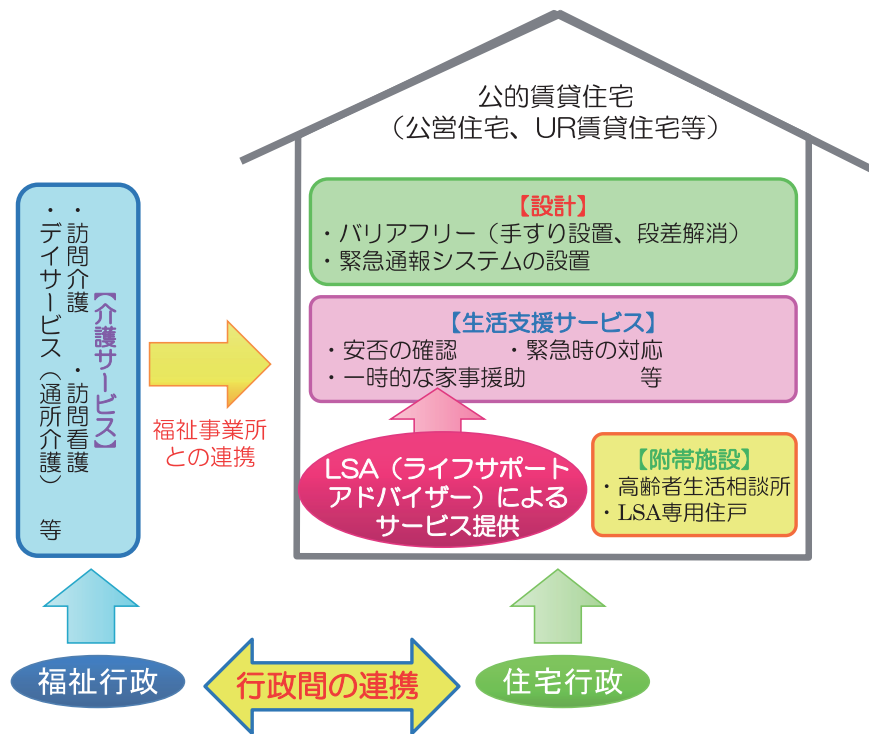 公的賃貸住宅
（公営住宅、UR賃貸住宅等）
【設計】
・バリアフリー（手すり設置、段差解消）
・緊急通報システムの設置
【生活支援サービス】
・安否の確認　　・緊急時の対応
・一時的な家事援助　　　　　等
LSA（ライフサポート
アドバイザー）による
サービス提供
【附帯施設】
・高齢者生活相談所
・LSA専用住戸
【介護サービス】
・訪問介護　　・訪問看護
・デイサービス（通所介護）　等
福祉事業所
との連携
福祉行政
行政間の連携
住宅行政